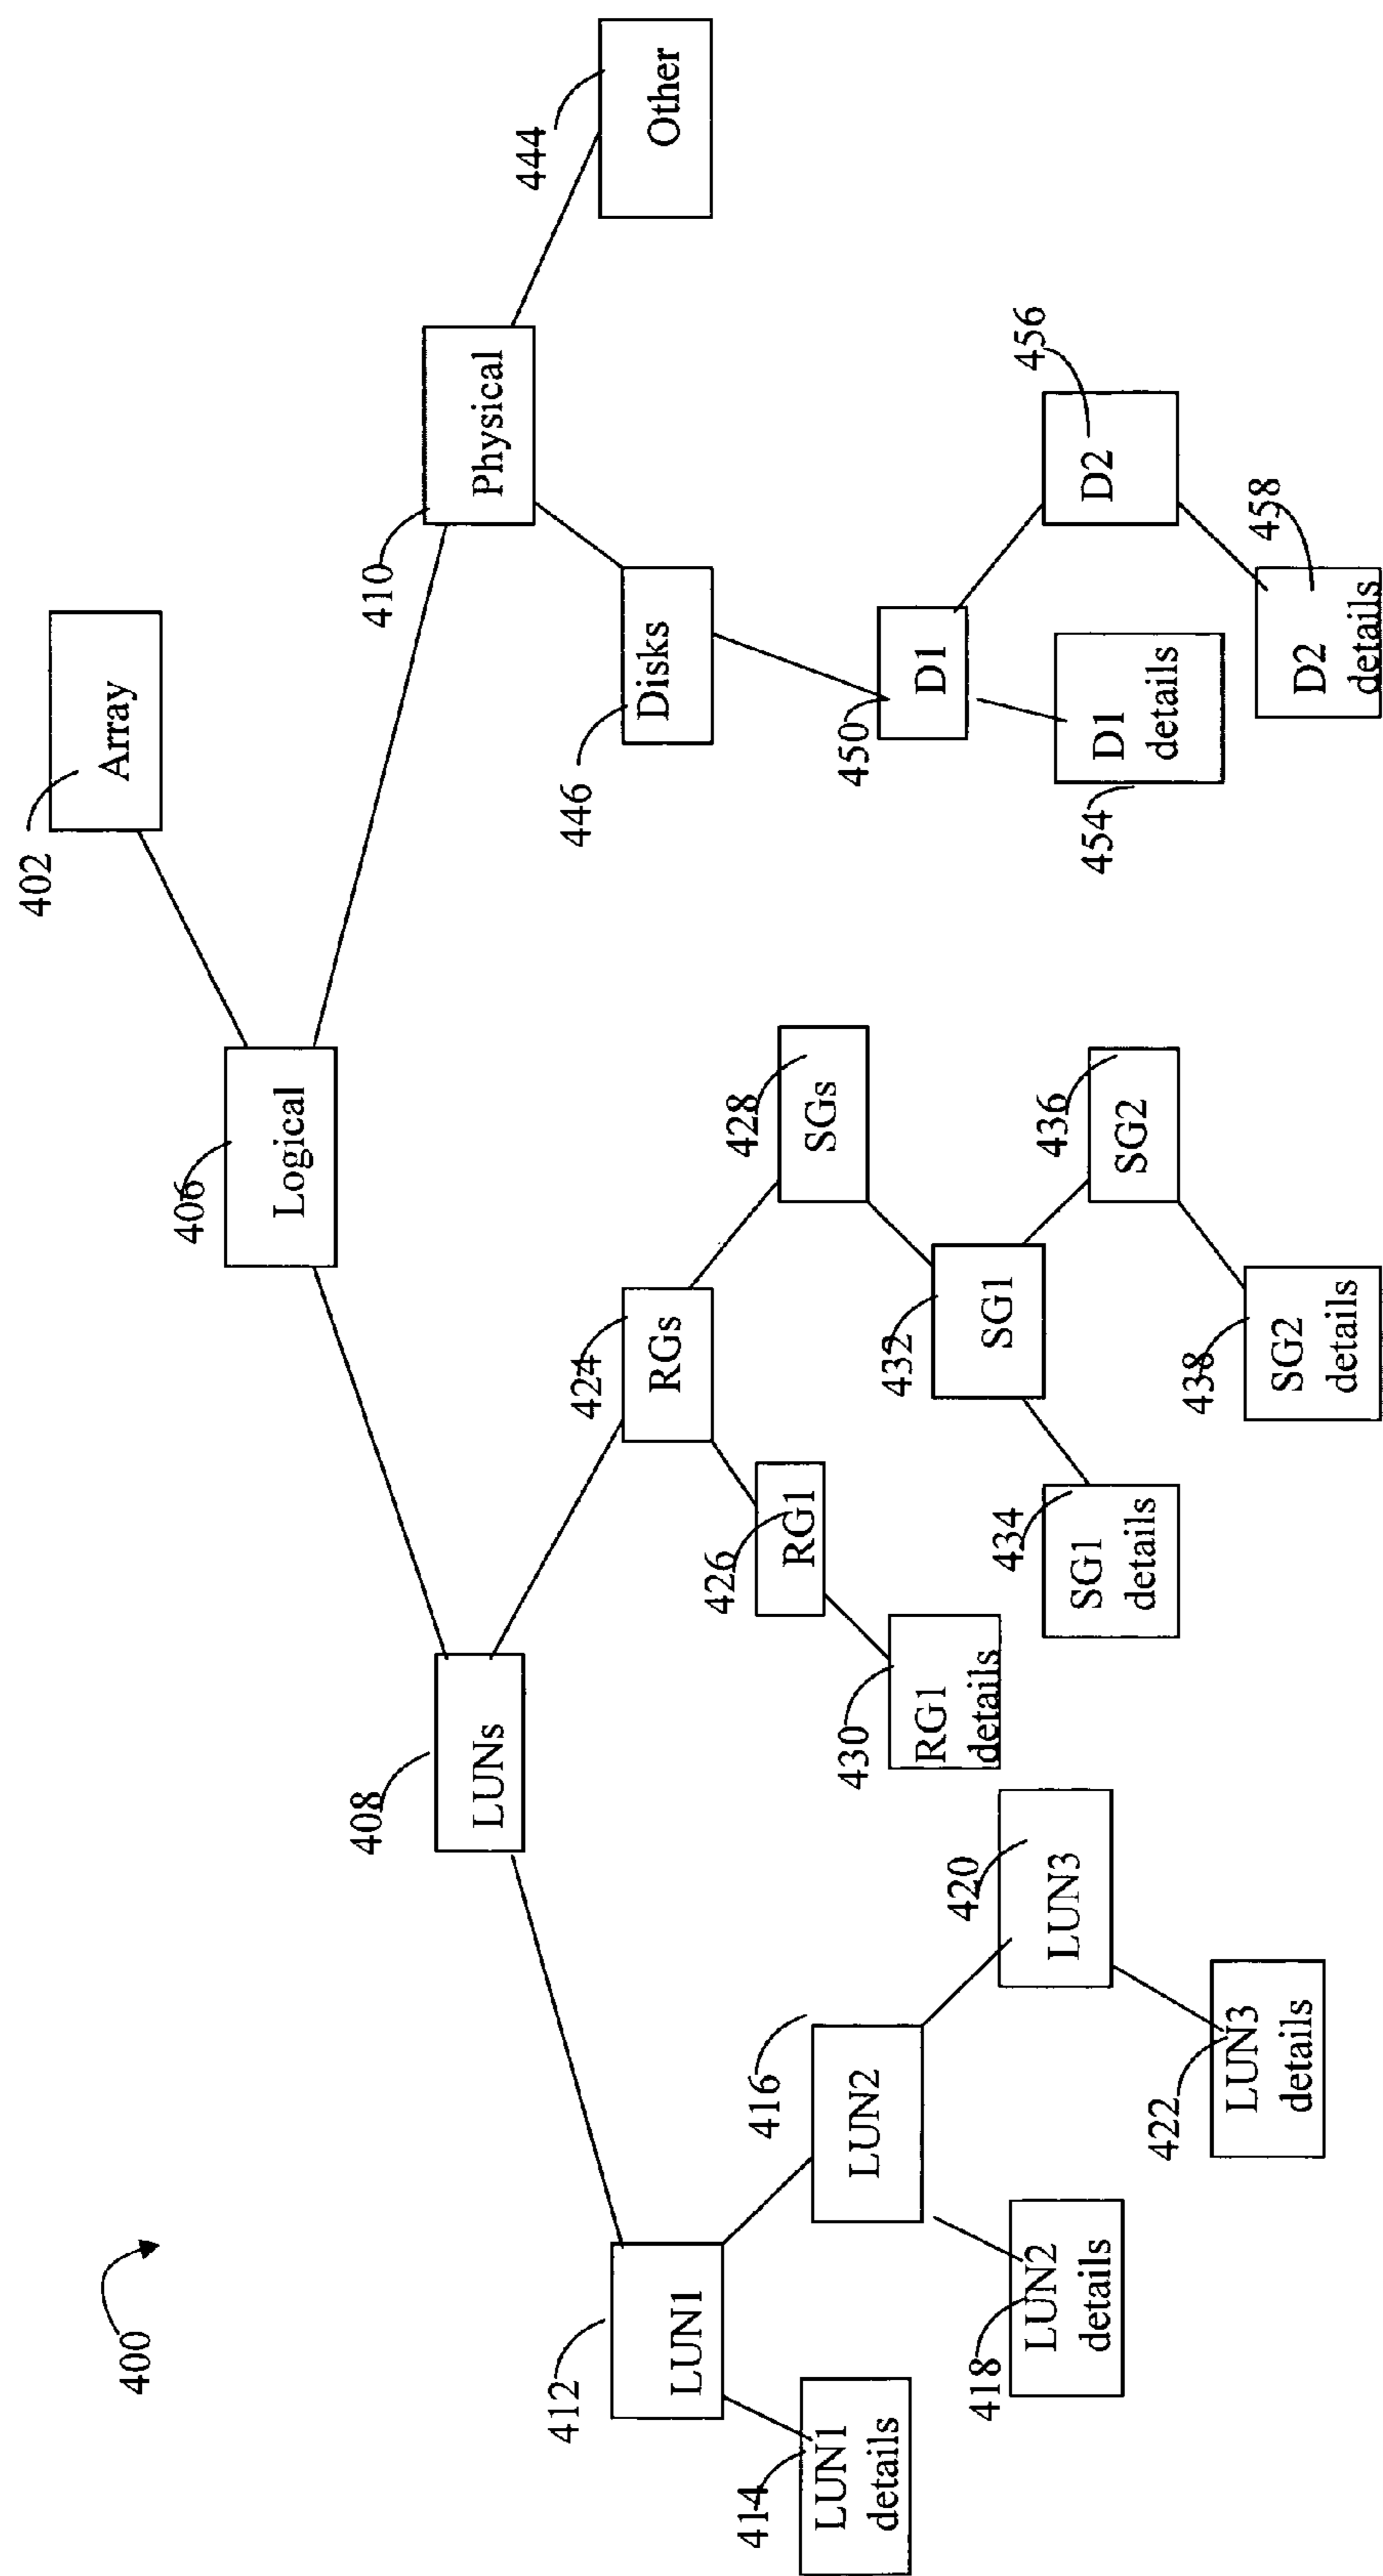 400
402
Array
406
Logical
408
LUNs
410
Physical
412
LUN1
424
RGs
446
Disks
444
Other
414
LUN1
details
416
LUN2
426
RG1
428
SGs
450
D1
418
LUN2
details
420
LUN3
430
RG1
details
432
SG1
454
D1
details
456
D2
422
LUN3
details
434
SG1
details
436
SG2
438
SG2
details
458
D2
details